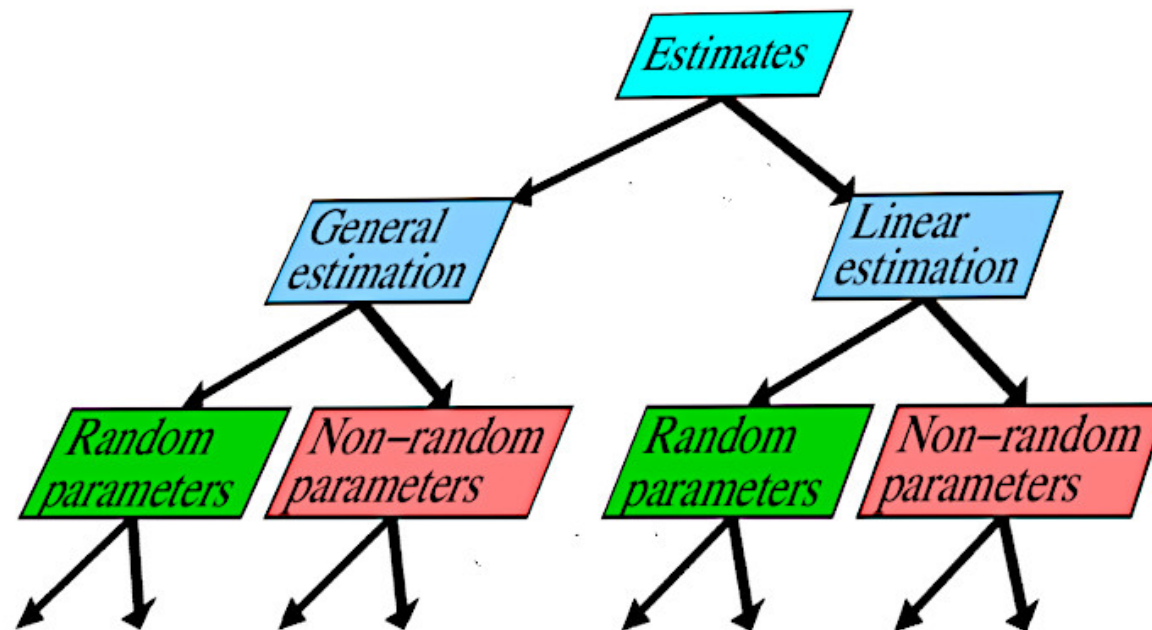 Estimates
General
estimation
Linear
estimation
Random
parameters
Non-random
parameters
Random
parameters
Non-random
parameters